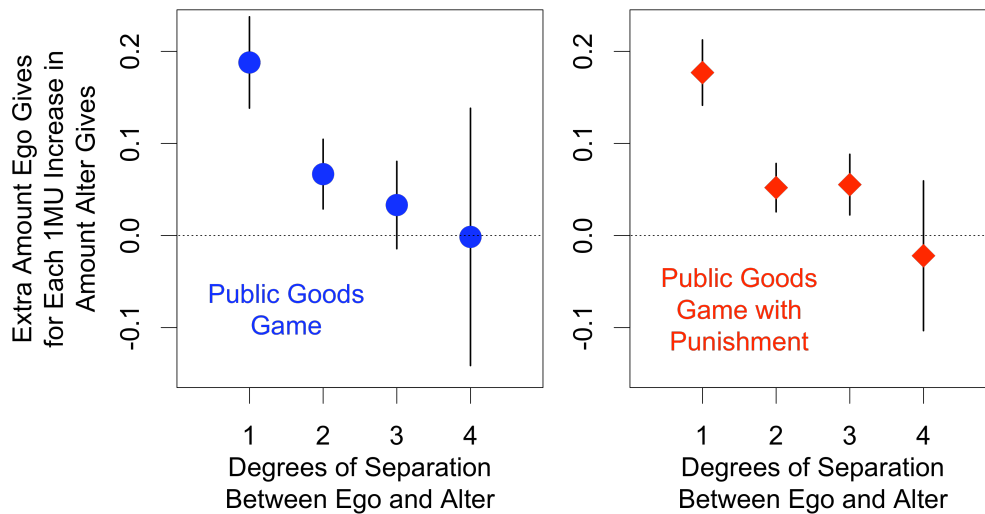 Extra Amount Ego Gives
for Each 1MU Increase in
Amount Alter Gives
0.2
0.1
0.0
-0.1
Public Goods
Game
1 2 3 4
Degrees of Separation
Between Ego and Alter
0.2
0.1
0.0
-0.1
Public Goods
Game with
Punishment
1 2 3 4
Degrees of Separation
Between Ego and Alter